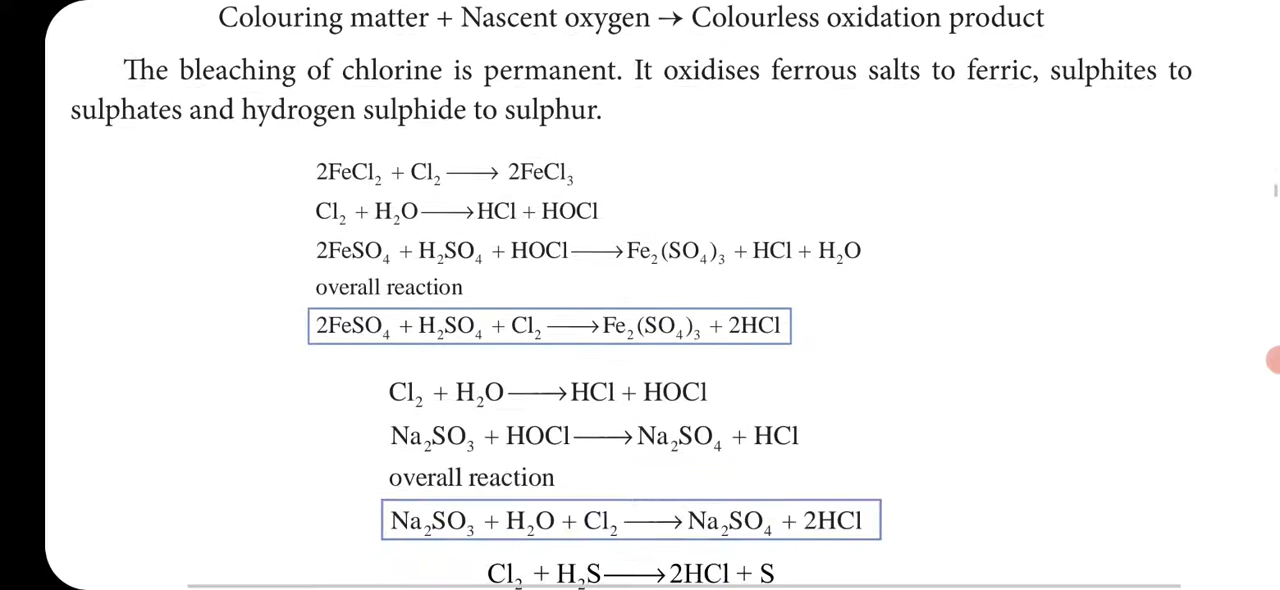 Colouring matter + Nascent oxygen → Colourless oxidation product
The bleaching of chlorine is permanent. It oxidises ferrous salts to ferric, sulphites to
sulphates and hydrogen sulphide to sulphur.
2FeCl₂ + Cl₂ ⟶ 2FeCl₃
Cl₂ + H₂O ⟶ HCl + HOCl
2FeSO₄ + H₂SO₄ + HOCl ⟶ Fe₂(SO₄)₃ + HCl + H₂O
overall reaction
2FeSO₄ + H₂SO₄ + Cl₂ ⟶ Fe₂(SO₄)₃ + 2HCl
Cl₂ + H₂O ⟶ HCl + HOCl
Na₂SO₃ + HOCl ⟶ Na₂SO₄ + HCl
overall reaction
Na₂SO₃ + H₂O + Cl₂ ⟶ Na₂SO₄ + 2HCl
Cl₂ + H₂S ⟶ 2HCl + S